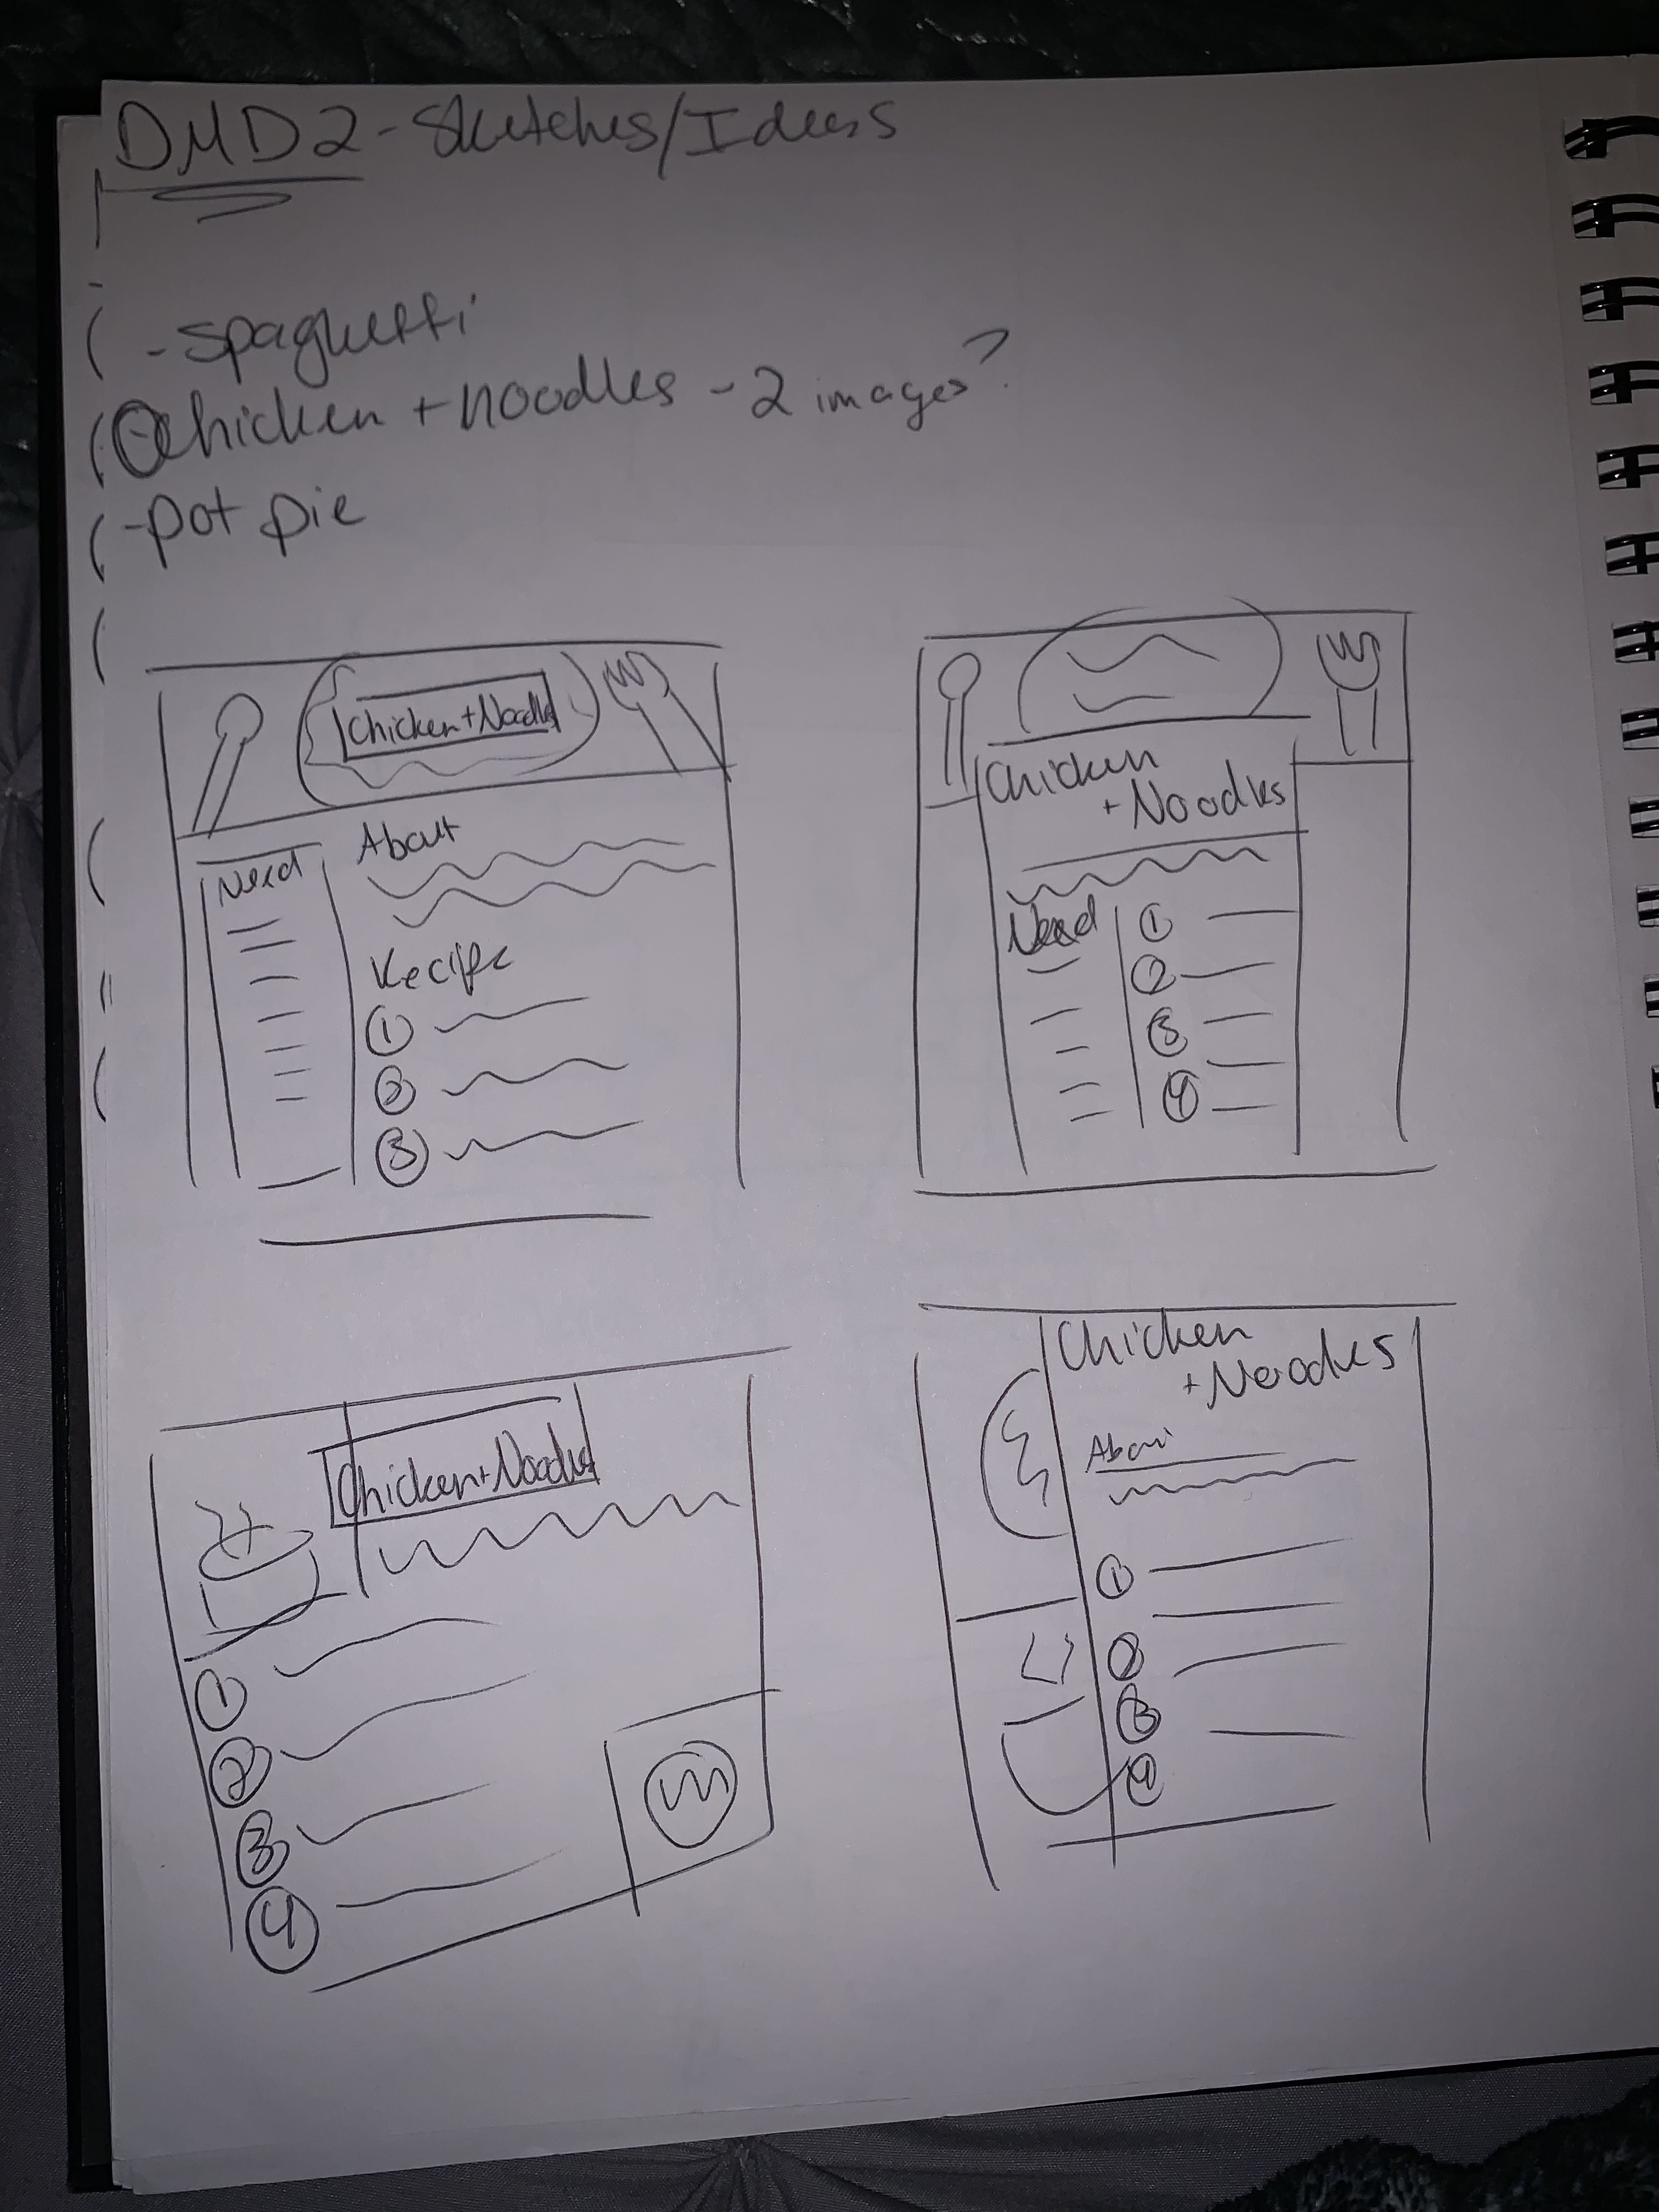 DMD2 - Sketches/Ideas
- spaghetti
- Chicken + noodles - 2 images?
- pot pie
Chicken + Noodles
Need
About
Recipe
1
2
3
Chicken
+ Noodles
Need
1
2
3
4
Chicken + Noodles
1
2
3
4
Chicken
+ Noodles
About
1
2
3
4